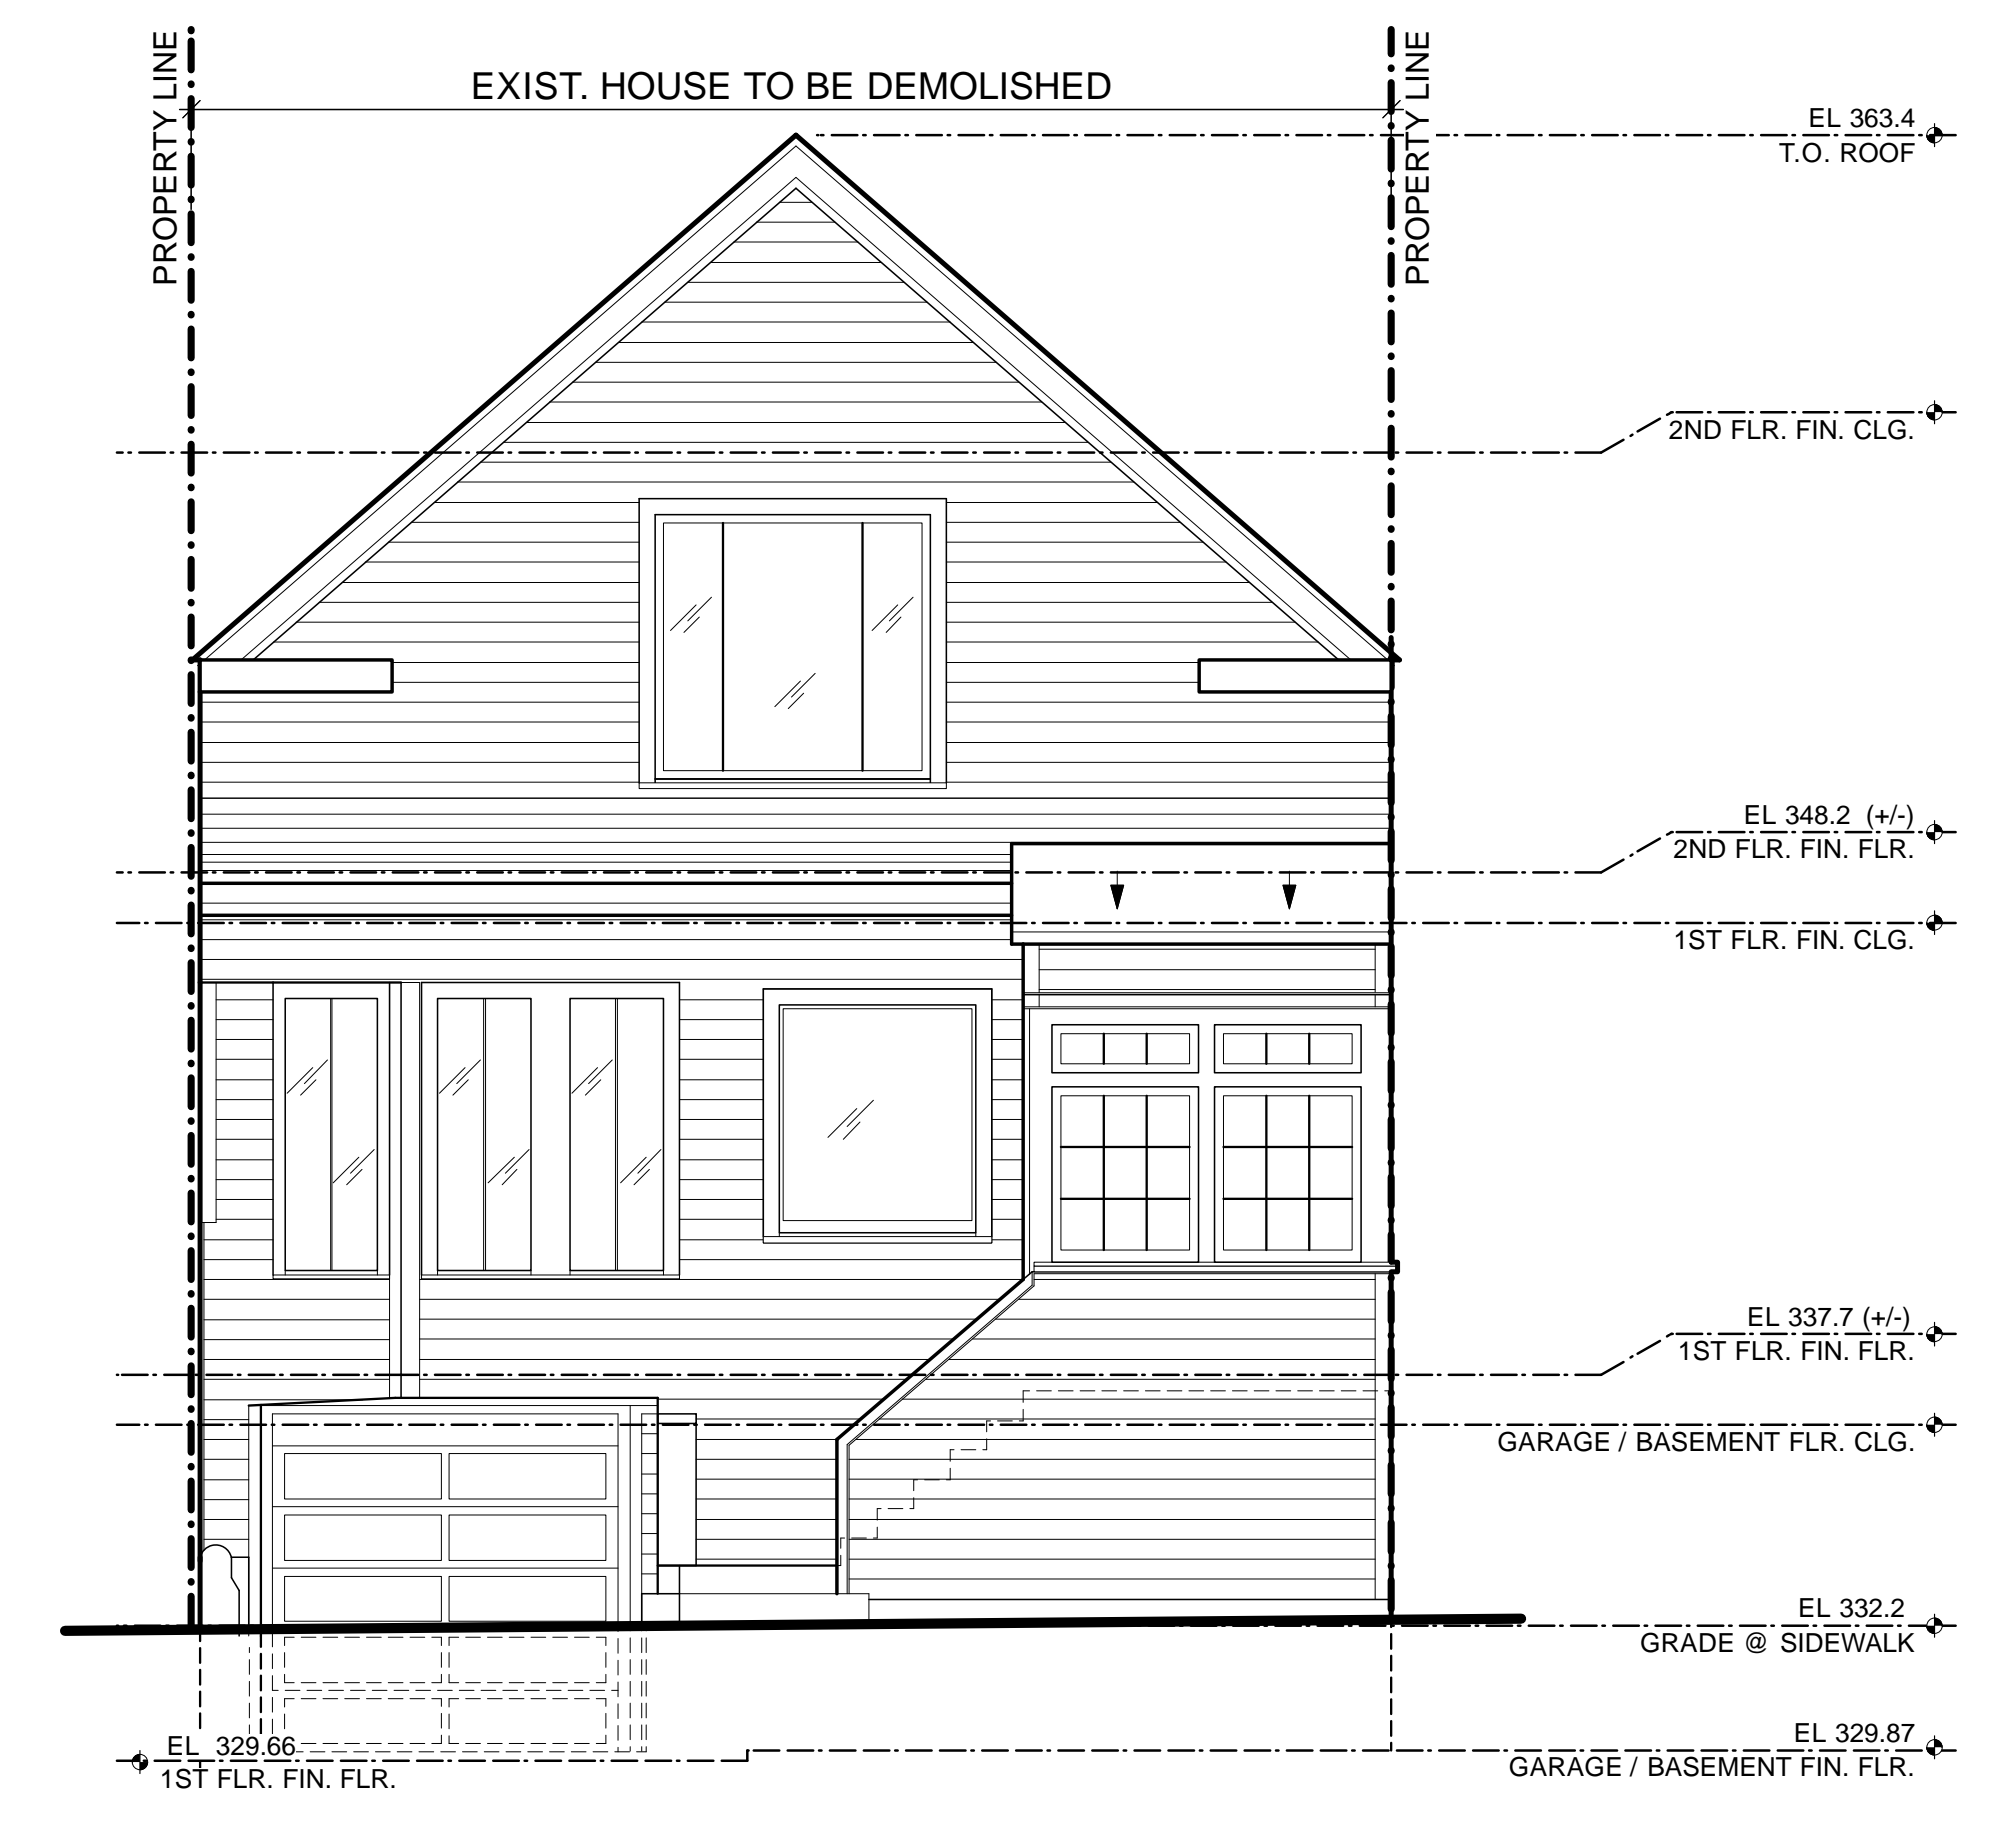 PROPERTY LINE
EXIST. HOUSE TO BE DEMOLISHED
PROPERTY LINE
EL 363.4
T.O. ROOF
2ND FLR. FIN. CLG.
EL 348.2 (+/-)
2ND FLR. FIN. FLR.
1ST FLR. FIN. CLG.
EL 337.7 (+/-)
1ST FLR. FIN. FLR.
GARAGE / BASEMENT FLR. CLG.
EL 332.2
GRADE @ SIDEWALK
EL 329.66
1ST FLR. FIN. FLR.
EL 329.87
GARAGE / BASEMENT FIN. FLR.